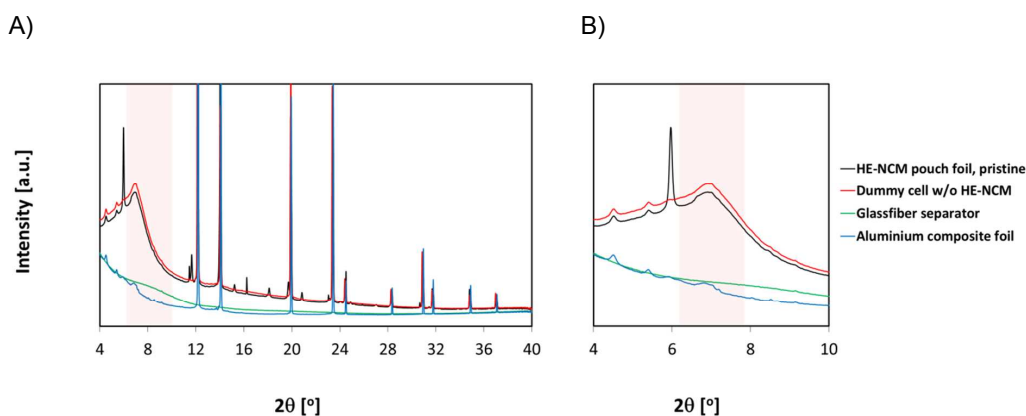 A)
B)
Intensity [a.u.]
HE-NCM pouch foil, pristine
Dummy cell w/o HE-NCM
Glassfiber separator
Aluminium composite foil
4 8 12 16 20 24 28 32 36 40
4 6 8 10
2θ [º]
2θ [º]